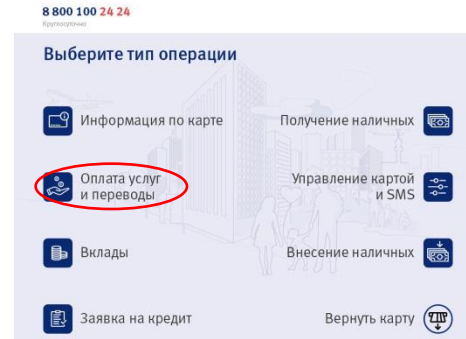 8 800 100 24 24
Круглосуточно
Выберите тип операции
Информация по карте
Получение наличных
Оплата услуг
и переводы
Управление картой
и SMS
Вклады
Внесение наличных
Заявка на кредит
Вернуть карту